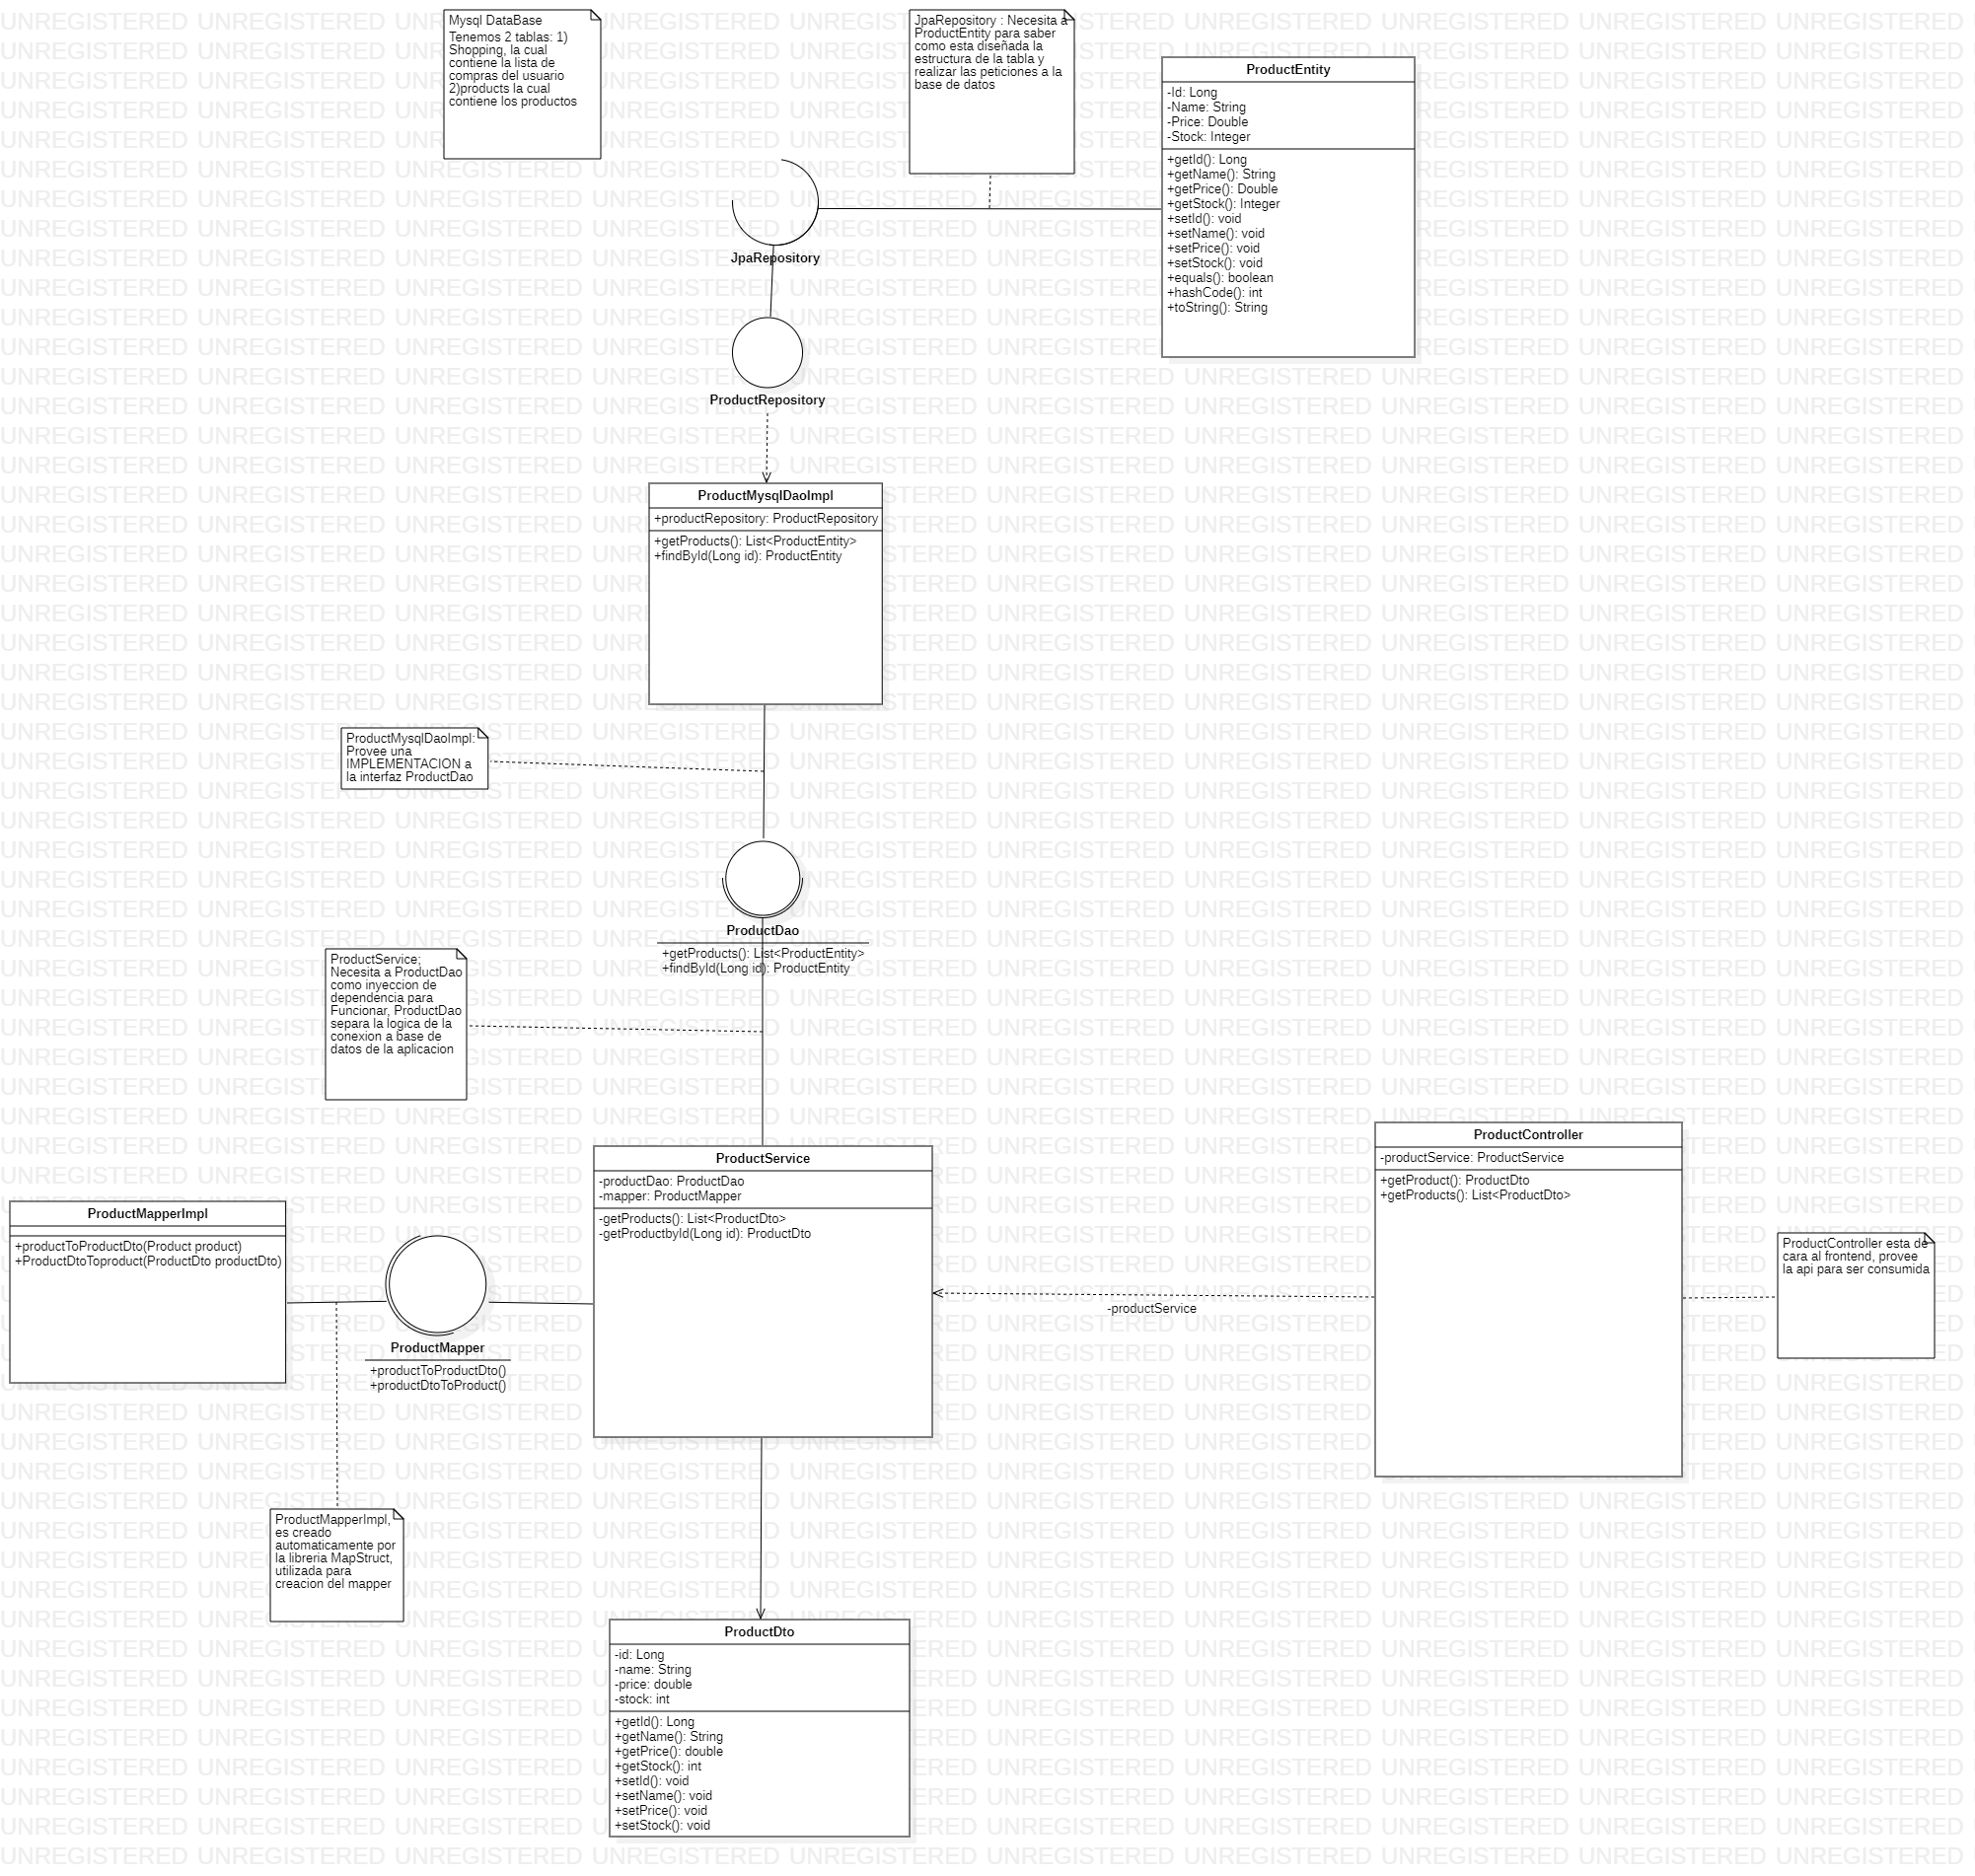 Mysql DataBase
Tenemos 2 tablas: 1)
Shopping, la cual
contiene la lista de
compras del usuario
2)products la cual
contiene los productos
JpaRepository : Necesita a
ProductEntity para saber
como esta diseñada la
estructura de la tabla y
realizar las peticiones a la
base de datos
ProductEntity
-Id: Long
-Name: String
-Price: Double
-Stock: Integer
+getId(): Long
+getName(): String
+getPrice(): Double
+getStock(): Integer
+setId(): void
+setName(): void
+setPrice(): void
+setStock(): void
+equals(): boolean
+hashCode(): int
+toString(): String
JpaRepository
ProductRepository
ProductMysqlDaoImpl
+productRepository: ProductRepository
+getProducts(): List<ProductEntity>
+findById(Long id): ProductEntity
ProductMysqlDaoImpl:
Provee una
IMPLEMENTACION a
la interfaz ProductDao
ProductDao
+getProducts(): List<ProductEntity>
+findById(Long id): ProductEntity
ProductService;
Necesita a ProductDao
como inyeccion de
dependencia para
Funcionar, ProductDao
separa la logica de la
conexion a base de
datos de la aplicacion
ProductService
-productDao: ProductDao
-mapper: ProductMapper
-getProducts(): List<ProductDto>
-getProductbyId(Long id): ProductDto
ProductController
-productService: ProductService
+getProduct(): ProductDto
+getProducts(): List<ProductDto>
ProductController esta de
cara al frontend, provee
la api para ser consumida
-productService
ProductMapperImpl
+productToProductDto(Product product)
+ProductDtoToproduct(ProductDto productDto)
ProductMapper
+productToProductDto()
+productDtoToProduct()
ProductMapperImpl,
es creado
automaticamente por
la libreria MapStruct,
utilizada para
creacion del mapper
ProductDto
-id: Long
-name: String
-price: double
-stock: int
+getId(): Long
+getName(): String
+getPrice(): double
+getStock(): int
+setId(): void
+setName(): void
+setPrice(): void
+setStock(): void
UNREGISTERED